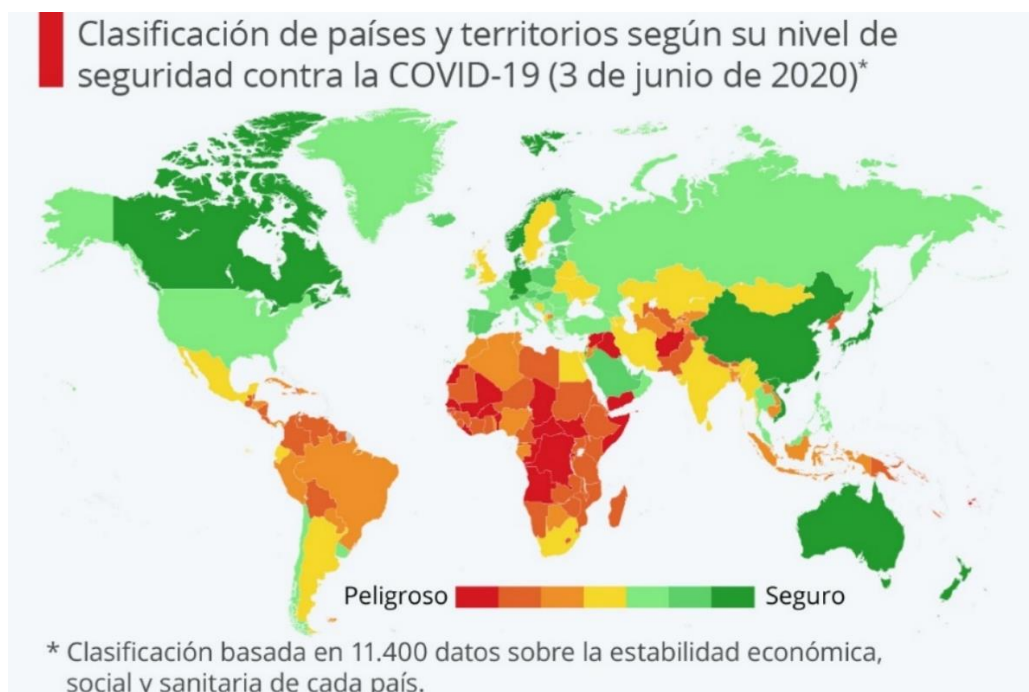 Clasificación de países y territorios según su nivel de
seguridad contra la COVID-19 (3 de junio de 2020)*
Peligroso Seguro
* Clasificación basada en 11.400 datos sobre la estabilidad económica,
social y sanitaria de cada país.